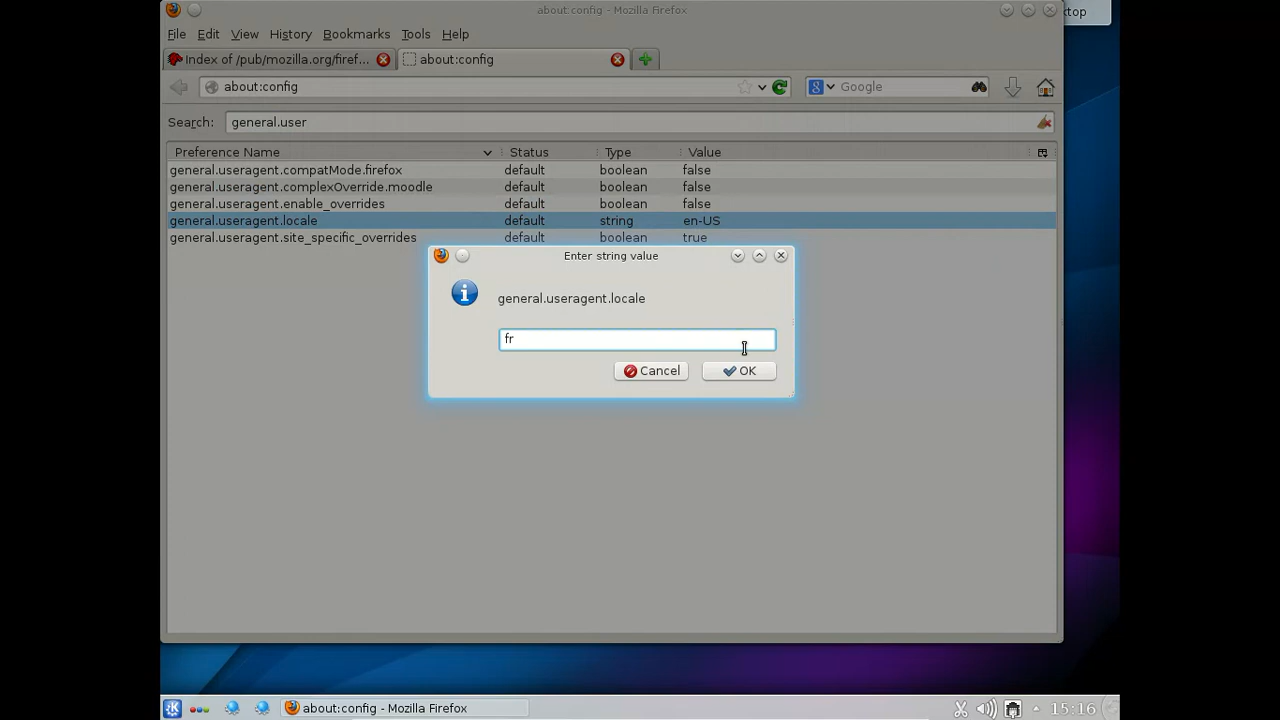 about:config - Mozilla Firefox
ktop
File Edit View History Bookmarks Tools Help
Index of /pub/mozilla.org/firef... about:config
about:config Google
Search: general.user
Preference Name Status Type Value
general.useragent.compatMode.firefox default boolean false
general.useragent.complexOverride.moodle default boolean false
general.useragent.enable_overrides default boolean false
general.useragent.locale default string en-US
general.useragent.site_specific_overrides default boolean true
Enter string value
general.useragent.locale
fr
Cancel OK
about:config - Mozilla Firefox 15:16